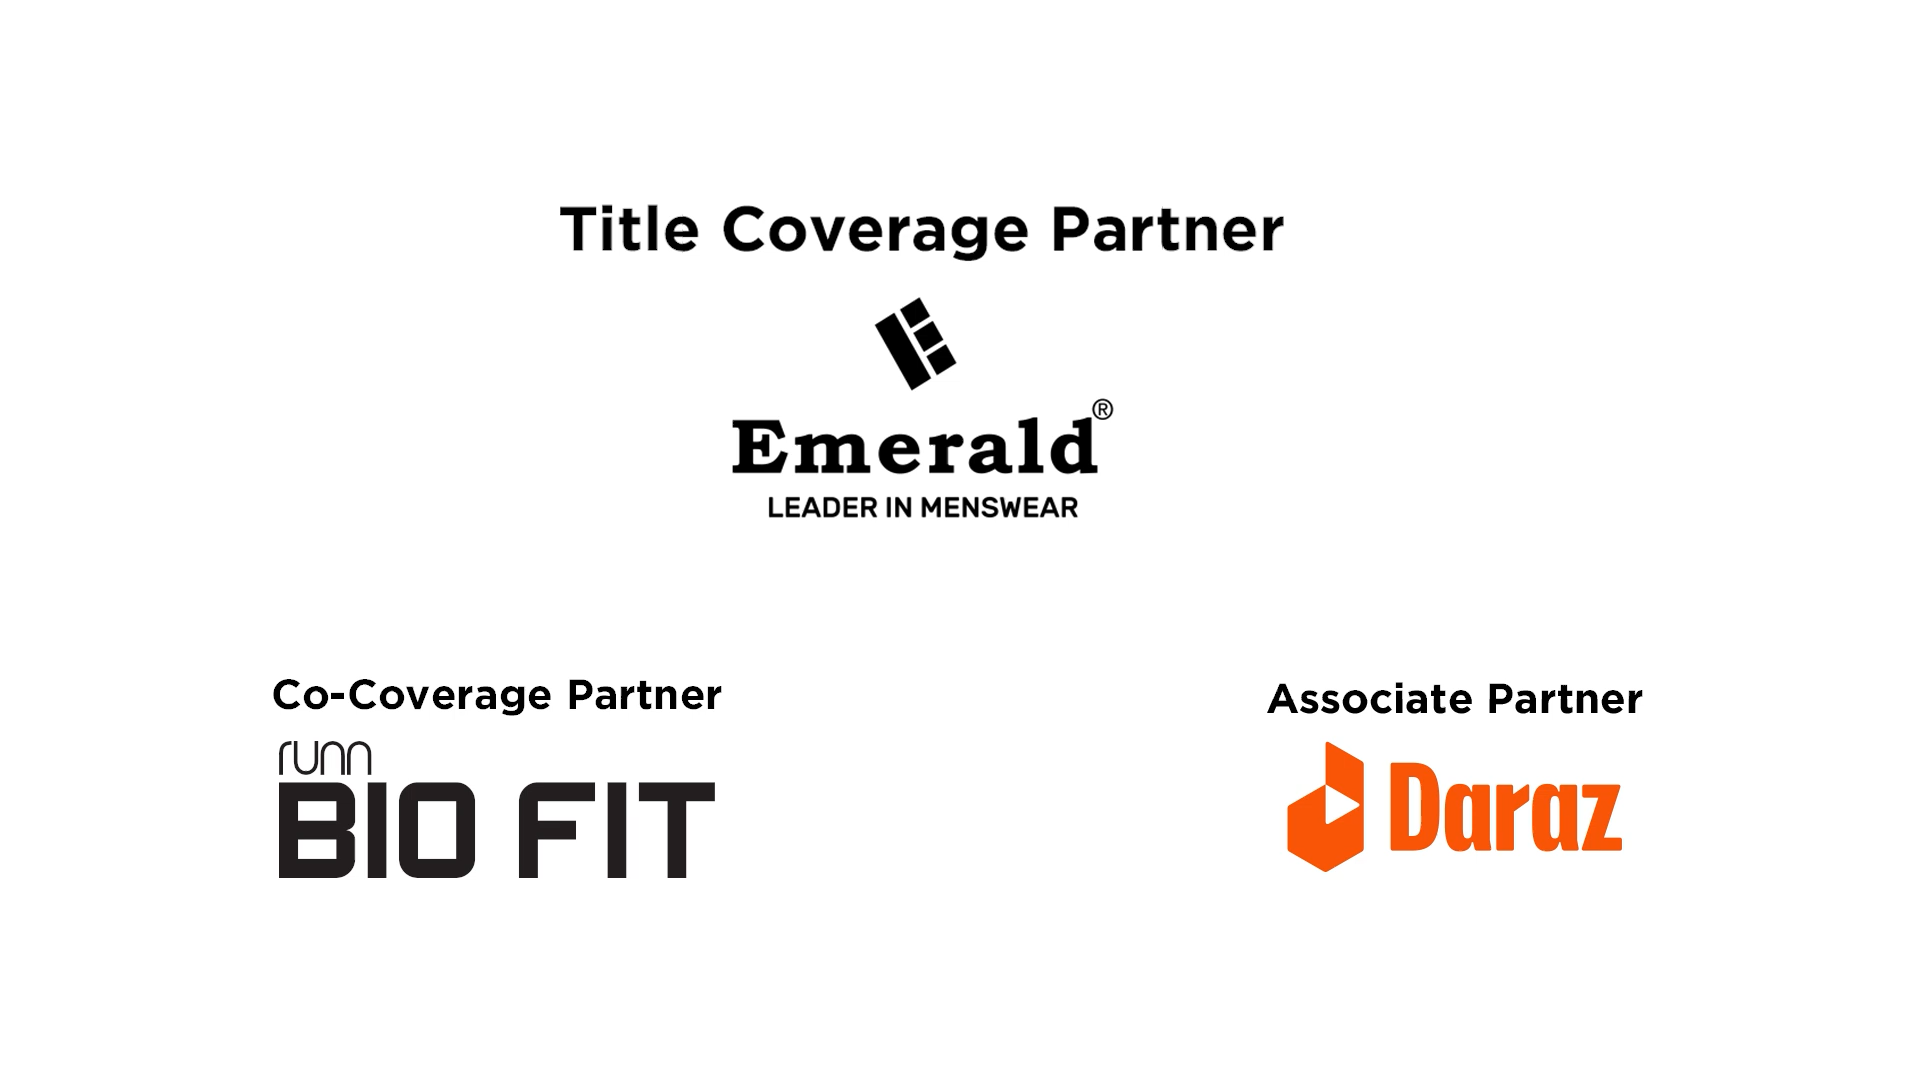 Title Coverage Partner
Emerald®
LEADER IN MENSWEAR
Co-Coverage Partner
runn
BIO FIT
Associate Partner
Daraz